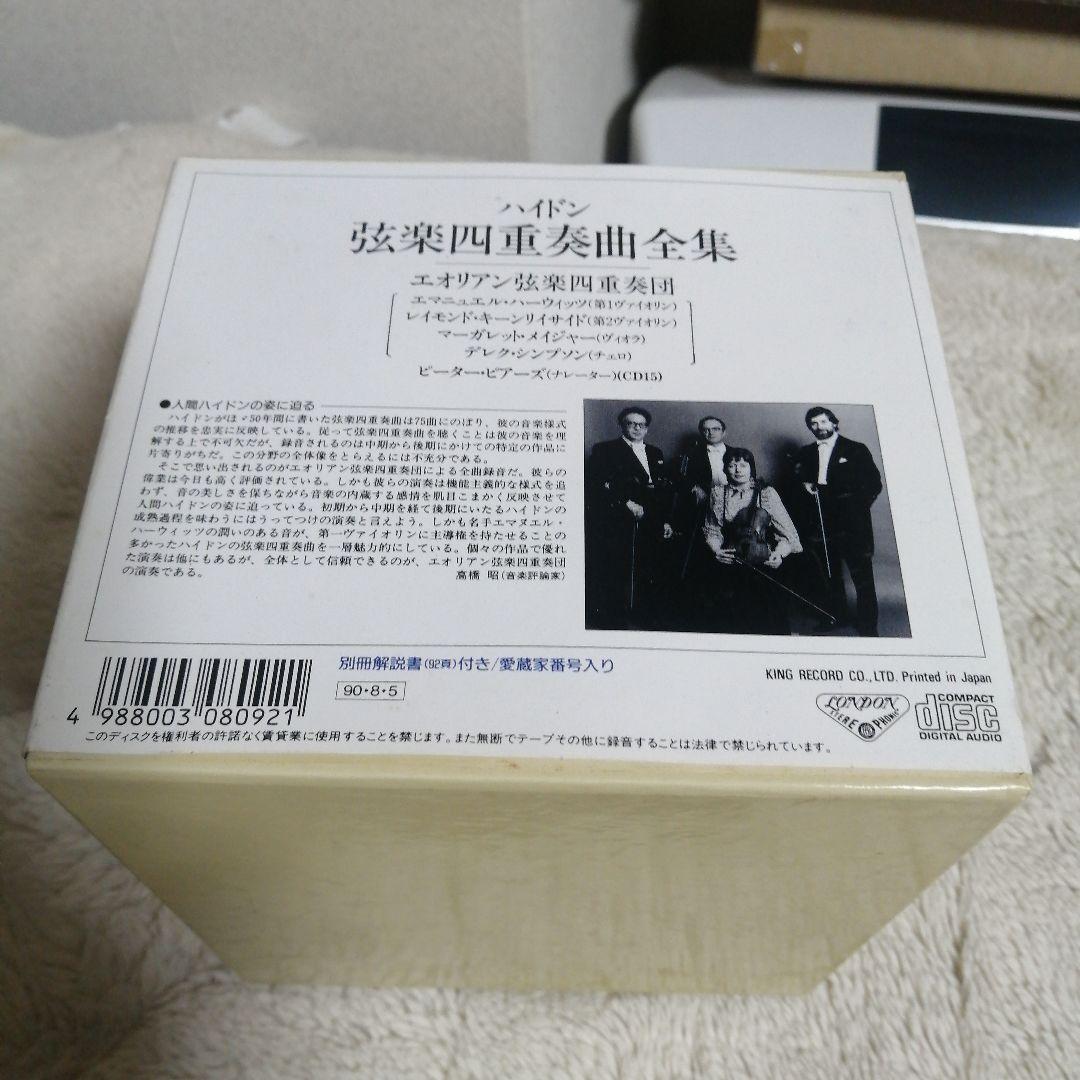 ハイドン
弦楽四重奏曲全集
エオリアン弦楽四重奏団
エマニュエル・ハーウィッツ(第1ヴァイオリン)
レイモンド・キーンリイサイド(第2ヴァイオリン)
マーガレット・メイジャー(ヴィオラ)
デレク・シンプソン(チェロ)
ピーター・ピアーズ(ナレーター)(CD15)
●人間ハイドンの姿に迫る
ハイドンがほゞ50年間に書いた弦楽四重奏曲は75曲にのぼり、彼の音楽様式
の推移を忠実に反映している。従って弦楽四重奏曲を聴くことは彼の音楽を理
解する上で不可欠だが、録音されるのは中期から後期にかけての特定の作品に
片寄りがちだ。この分野の全体像をとらえるには不充分である。
そこで思い出されるのがエオリアン弦楽四重奏団による全曲録音だ。彼らの
偉業は今日も高く評価されている。しかも彼らの演奏は機能主義的な様式を追
わず、音の美しさを保ちながら音楽の内蔵する感情を肌目こまかく反映させて
人間ハイドンの姿に迫っている。初期から中期を経て後期にいたるハイドンの
成熟過程を味わうにはうってつけの演奏と言えよう。しかも名手エマヌエル・
ハーウィッツの潤いのある音が、第一ヴァイオリンに主導権を持たせることの
多かったハイドンの弦楽四重奏曲を一層魅力的にしている。個々の作品で優れ
た演奏は他にもあるが、全体として信頼できるのが、エオリアン弦楽四重奏団
の演奏である。
高橋 昭(音楽評論家)
別冊解説書(92頁)付き/愛蔵家番号入り
90・8・5
KING RECORD CO., LTD. Printed in Japan
4 988003 080921
LONDON
STEREO PHONIC
COMPACT
disc
DIGITAL AUDIO
このディスクを権利者の許諾なく賃貸業に使用することを禁じます。また無断でテープその他に録音することは法律で禁じられています。